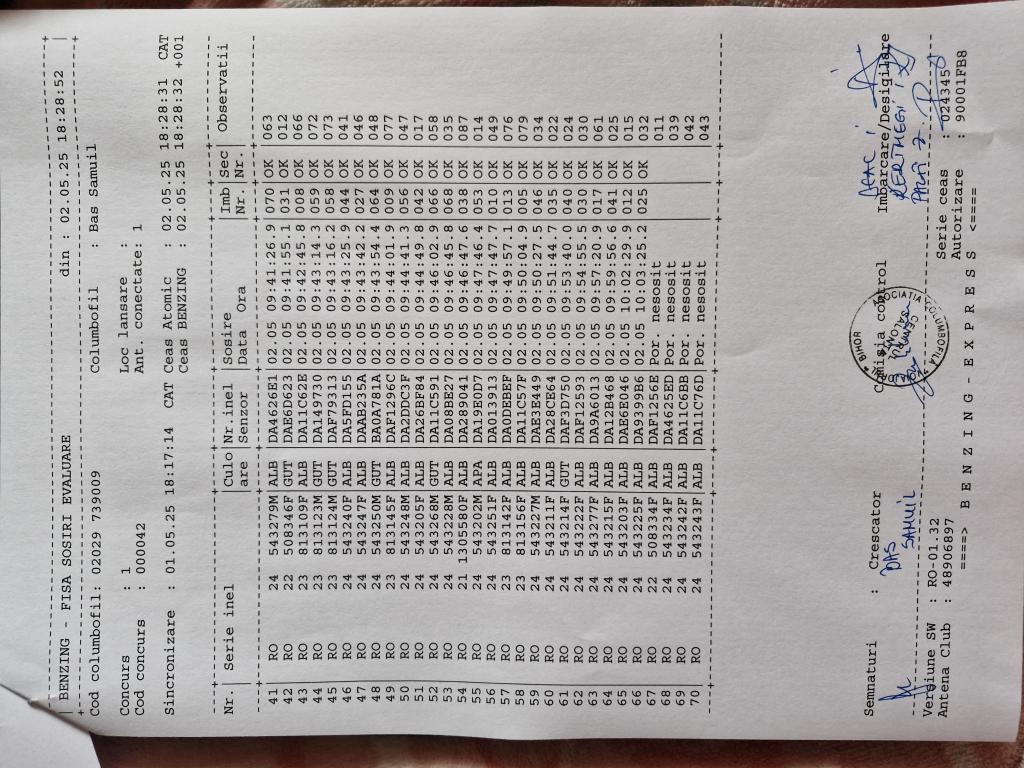 BENZING - FISA SOSIRI EVALUARE din : 02.05.25 18:28:52
Cod columbofil: 02029 739009 Columbofil : Bas Samuil
Concurs : 1 Loc lansare :
Cod concurs : 000042 Ant. conectate: 1
Sincronizare : 01.05.25 18:17:14 CAT Ceas Atomic : 02.05.25 18:28:31 CAT
Ceas BENZING : 02.05.25 18:28:32 +001
Nr. | Serie inel |Culo|Nr.inel |Sosire |Imb|Sec| Observatii
|are |Senzor |Data Ora |Nr.|Nr.|
41 RO 24 543279M ALB DA4626E1 02.05 09:41:26.9 070 OK 063
42 RO 22 508346F GUT DAE6D623 02.05 09:41:55.1 031 OK 012
43 RO 23 813109F ALB DA11C62E 02.05 09:42:45.8 008 OK 066
44 RO 23 813123M GUT DA149730 02.05 09:43:14.3 059 OK 072
45 RO 23 813124M GUT DAF79313 02.05 09:43:16.2 058 OK 073
46 RO 24 543240F ALB DA5FD155 02.05 09:43:25.9 044 OK 041
47 RO 24 543247F ALB DAAB235A 02.05 09:43:42.2 027 OK 046
48 RO 24 543250M GUT BA0A781A 02.05 09:43:54.4 064 OK 048
49 RO 23 813145F ALB DAF1296C 02.05 09:44:01.9 009 OK 077
50 RO 24 543248M ALB DA2DDC3F 02.05 09:44:41.3 056 OK 047
51 RO 24 543205F ALB DA26BF84 02.05 09:44:49.8 042 OK 017
52 RO 24 543268M GUT DA11C591 02.05 09:46:02.9 066 OK 058
53 RO 24 543228M ALB DA08BE27 02.05 09:46:45.8 068 OK 035
54 RO 21 1305580F ALB DA289041 02.05 09:46:47.6 038 OK 087
55 RO 24 543202M APA DA19E0D7 02.05 09:47:46.4 053 OK 014
56 RO 24 543251F ALB DA013913 02.05 09:47:47.7 010 OK 049
57 RO 23 813142F ALB DA0DEBEF 02.05 09:49:57.1 013 OK 076
58 RO 23 813156F ALB DA11C57F 02.05 09:50:04.9 005 OK 079
59 RO 24 543227M ALB DAE3E449 02.05 09:50:27.5 046 OK 034
60 RO 24 543211F ALB DA28CE64 02.05 09:51:44.7 035 OK 022
61 RO 24 543214F GUT DAF3D750 02.05 09:53:40.0 040 OK 024
62 RO 24 543222F ALB DAF12593 02.05 09:54:55.5 030 OK 030
63 RO 24 543277F ALB DA9A6013 02.05 09:57:20.9 017 OK 061
64 RO 24 543215F ALB DA12B468 02.05 09:59:56.6 041 OK 025
65 RO 24 543203F ALB DAE6E046 02.05 10:02:29.9 012 OK 015
66 RO 24 543225F ALB DA9399B6 02.05 10:03:25.2 025 OK 032
67 RO 22 508334F ALB DAF1256E Por. nesosit 011
68 RO 24 543234F ALB DA4625ED Por. nesosit 039
69 RO 24 543242F ALB DA11C6BB Por. nesosit 042
70 RO 24 543243F ALB DA11C76D Por. nesosit 043
Semnaturi : Crescator Comisia control Imbarcare/Desigilare
BAS SAMUIL
BIHOR ASOCIATIA COLUMBOFILA
CENTRU SALONTA
Versiune SW : RO-01.32 Serie ceas : 024345
Antena Club : 48906897 Autorizare : 90001FB8
====> B E N Z I N G - E X P R E S S <====